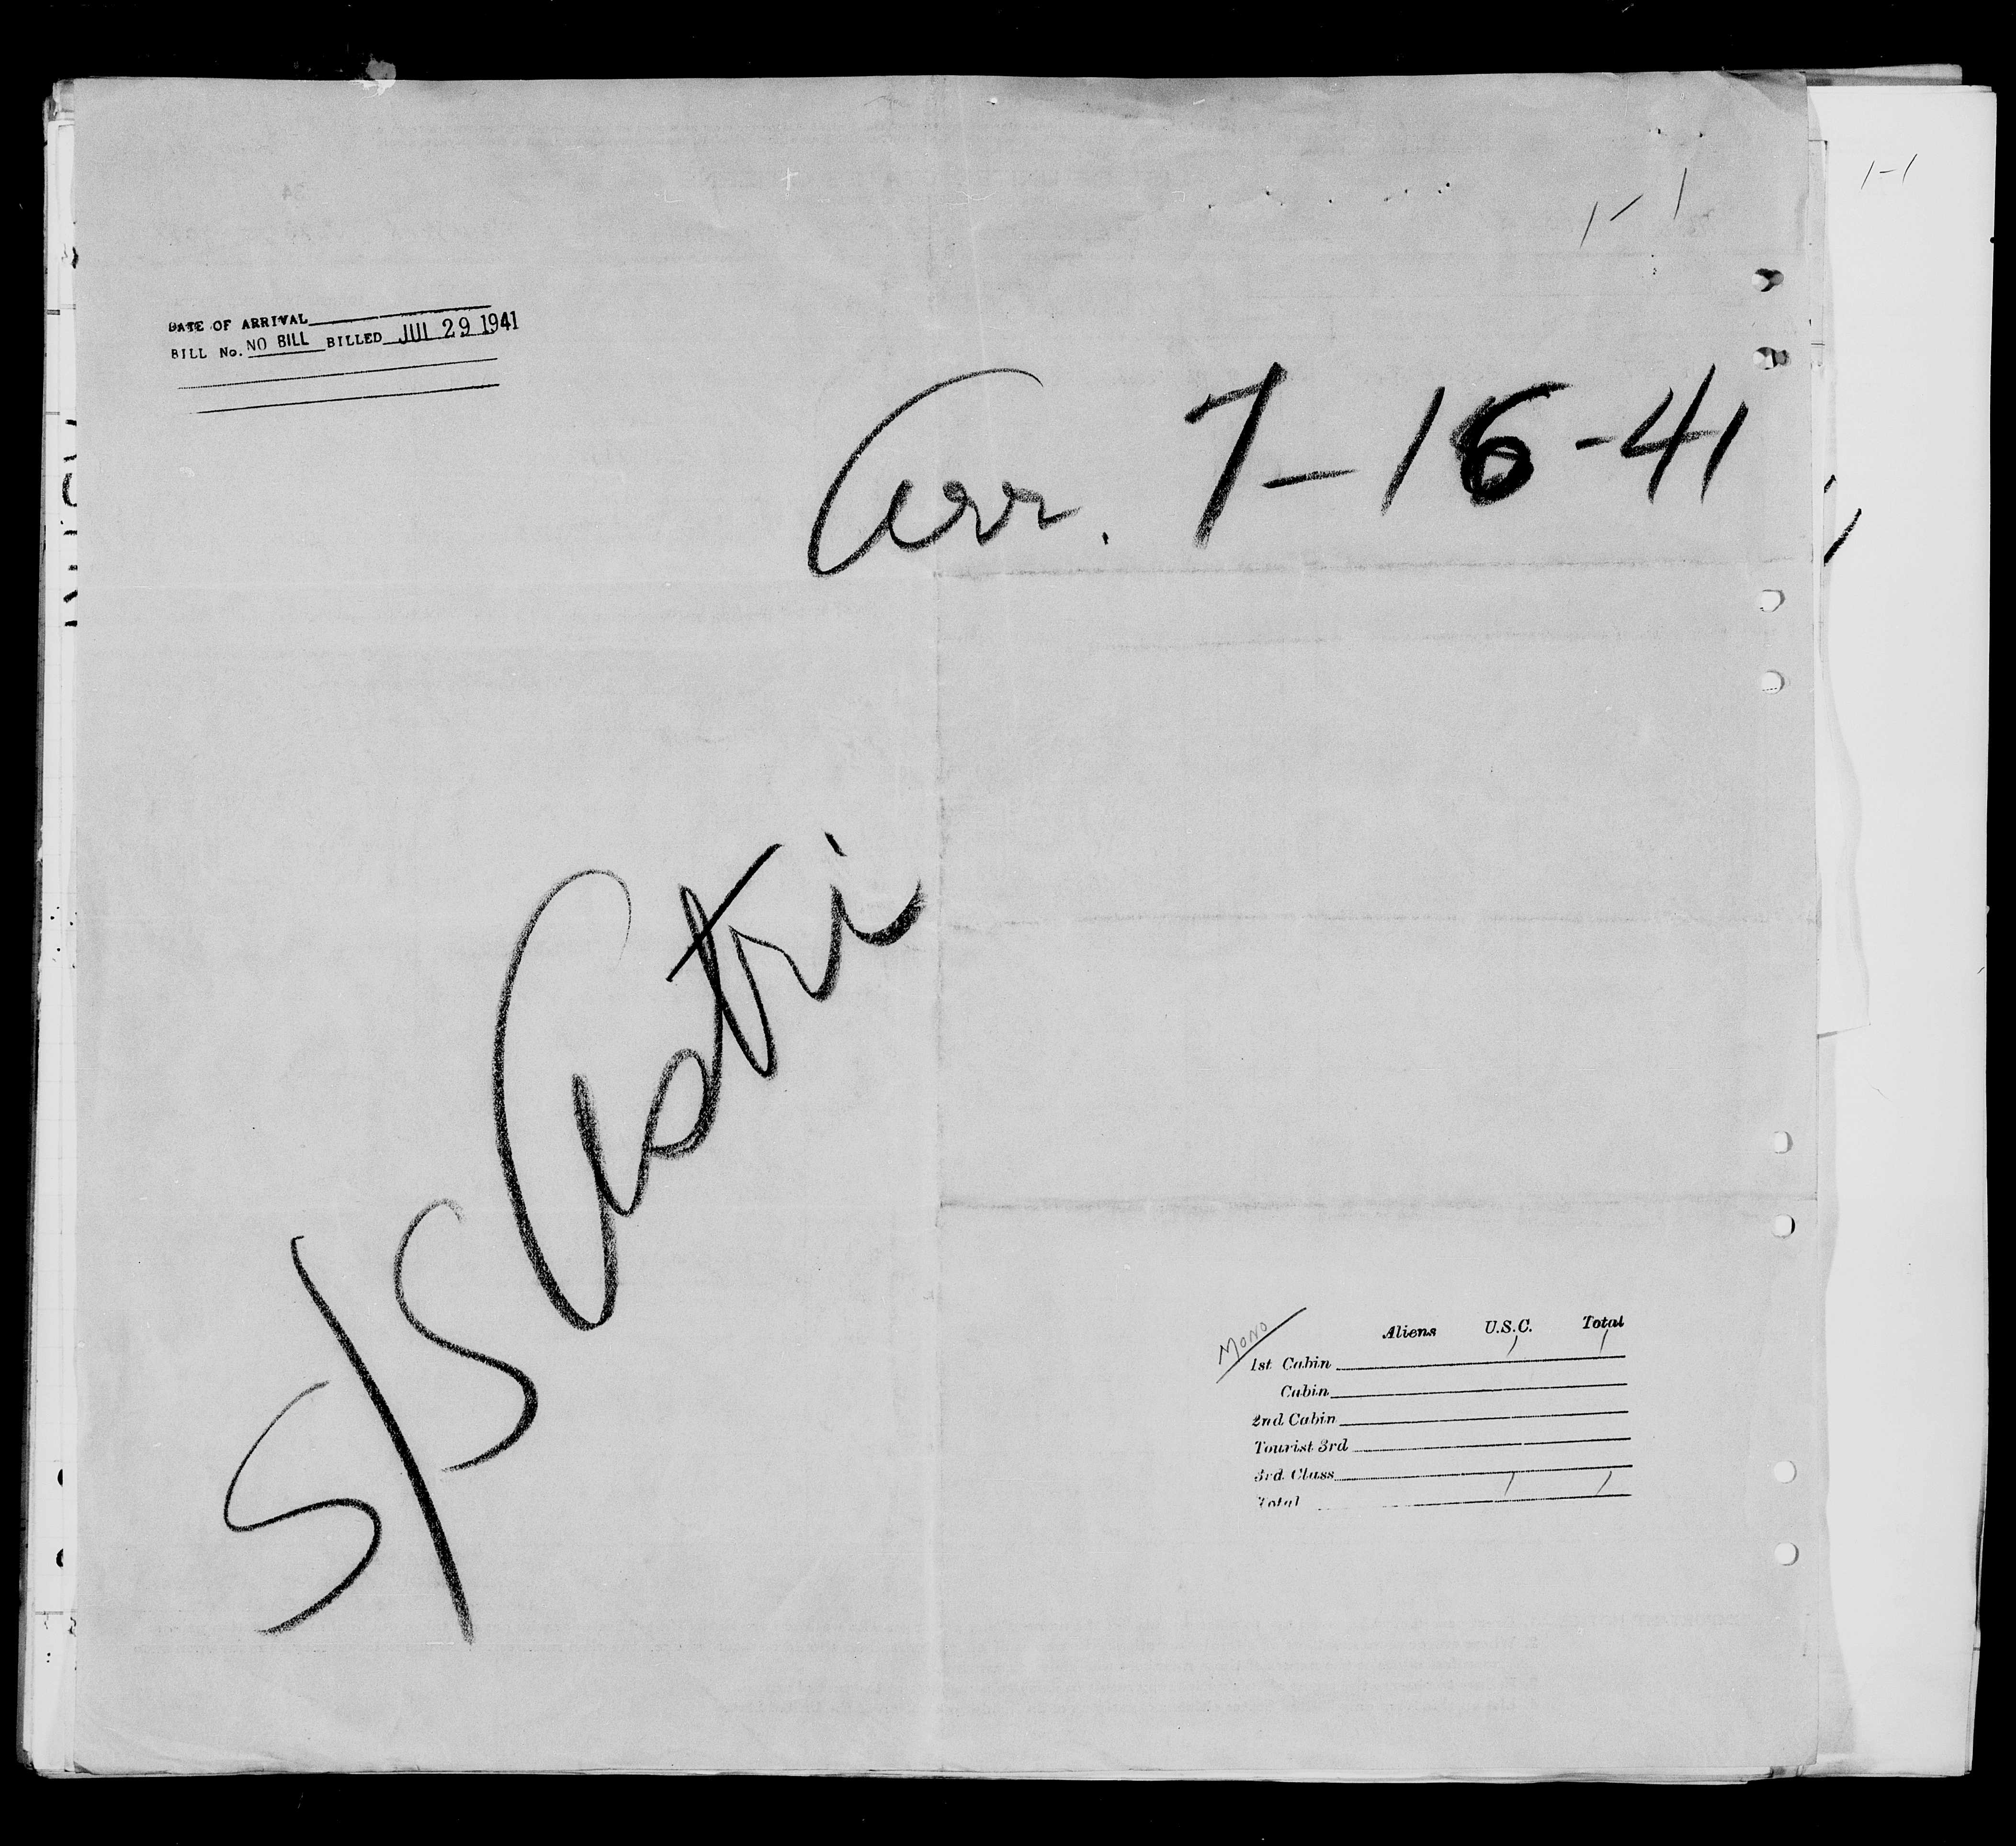 1-1
1-1
DATE OF ARRIVAL
BILL No. NO BILL BILLED JUL 29 1941
Arr. 7-16-41
S/S Astri
MONO
Aliens U.S.C. Total
1st Cabin 1 1
Cabin
2nd Cabin
Tourist 3rd
3rd Class
Total 1 1